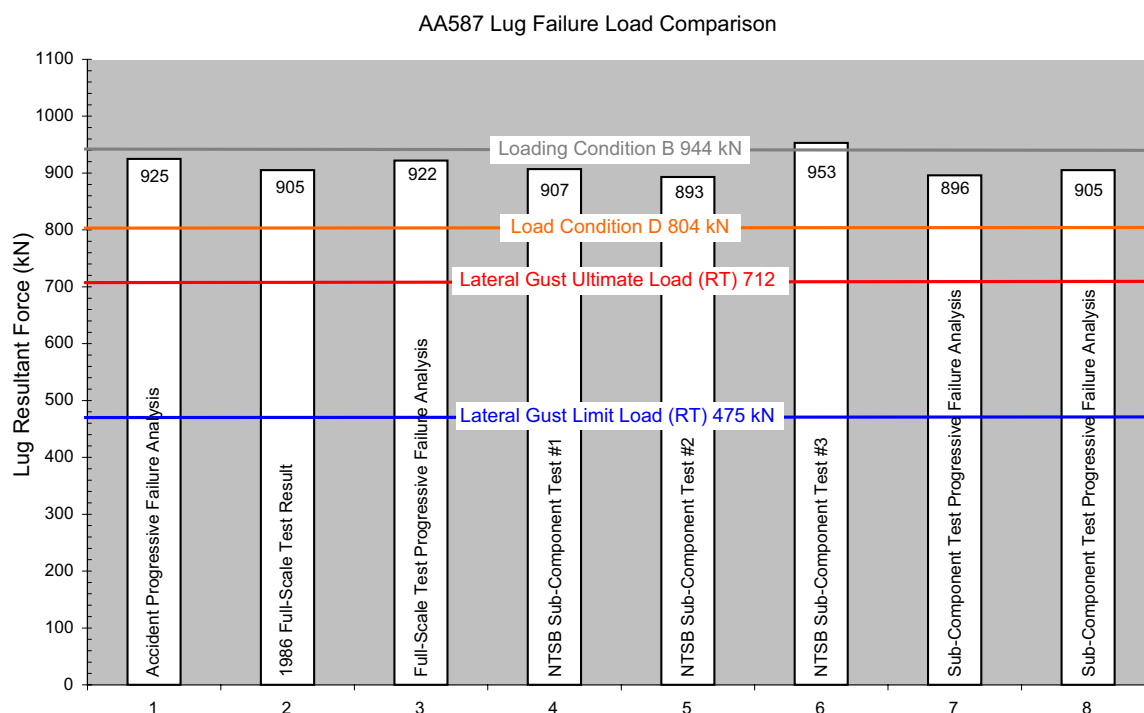 AA587 Lug Failure Load Comparison
Lug Resultant Force (kN)
1100
1000
900
800
700
600
500
400
300
200
100
0
Loading Condition B 944 kN
Load Condition D 804 kN
Lateral Gust Ultimate Load (RT) 712
Lateral Gust Limit Load (RT) 475 kN
925
905
922
907
893
953
896
905
Accident Progressive Failure Analysis
1986 Full-Scale Test Result
Full-Scale Test Progressive Failure Analysis
NTSB Sub-Component Test #1
NTSB Sub-Component Test #2
NTSB Sub-Component Test #3
Sub-Component Test Progressive Failure Analysis
Sub-Component Test Progressive Failure Analysis
1 2 3 4 5 6 7 8